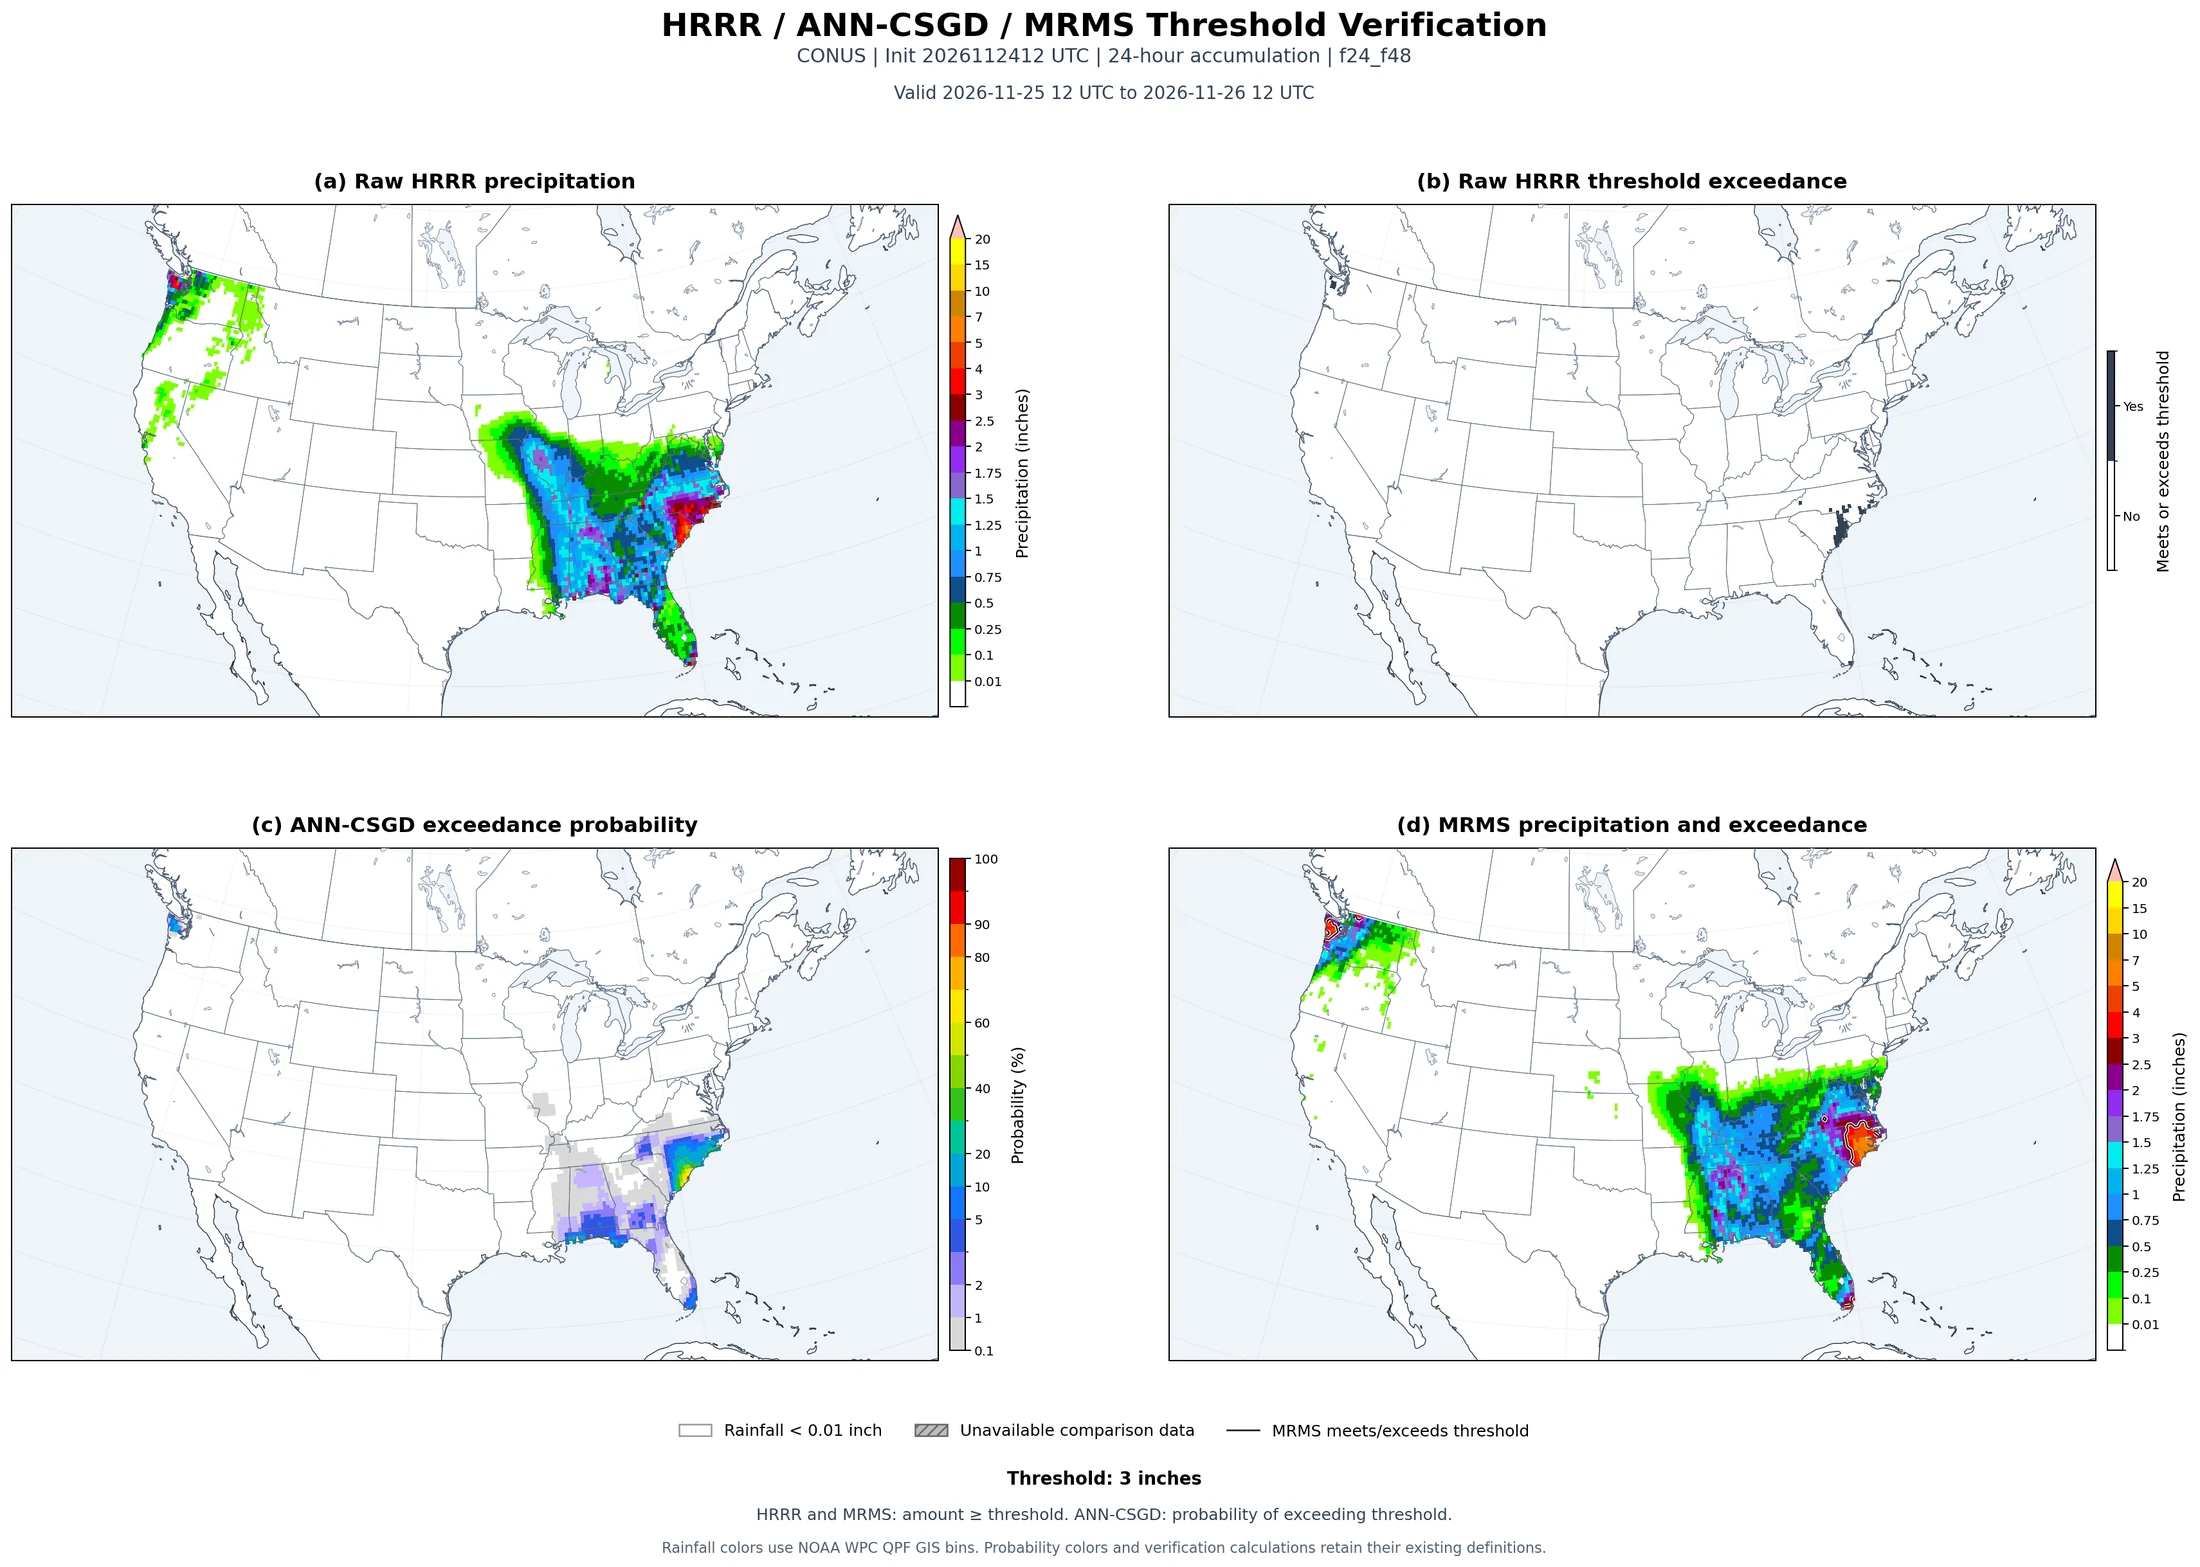 HRRR / ANN-CSGD / MRMS Threshold Verification
CONUS | Init 2026112412 UTC | 24-hour accumulation | f24_f48
Valid 2026-11-25 12 UTC to 2026-11-26 12 UTC
(a) Raw HRRR precipitation
20
15
10
7
5
4
3
2.5
2
1.75
1.5
1.25
1
0.75
0.5
0.25
0.1
0.01
Precipitation (inches)
(b) Raw HRRR threshold exceedance
Yes
No
Meets or exceeds threshold
(c) ANN-CSGD exceedance probability
100
90
80
60
40
20
10
5
2
1
0.1
Probability (%)
(d) MRMS precipitation and exceedance
20
15
10
7
5
4
3
2.5
2
1.75
1.5
1.25
1
0.75
0.5
0.25
0.1
0.01
Precipitation (inches)
Rainfall < 0.01 inch
Unavailable comparison data
MRMS meets/exceeds threshold
Threshold: 3 inches
HRRR and MRMS: amount ≥ threshold. ANN-CSGD: probability of exceeding threshold.
Rainfall colors use NOAA WPC QPF GIS bins. Probability colors and verification calculations retain their existing definitions.